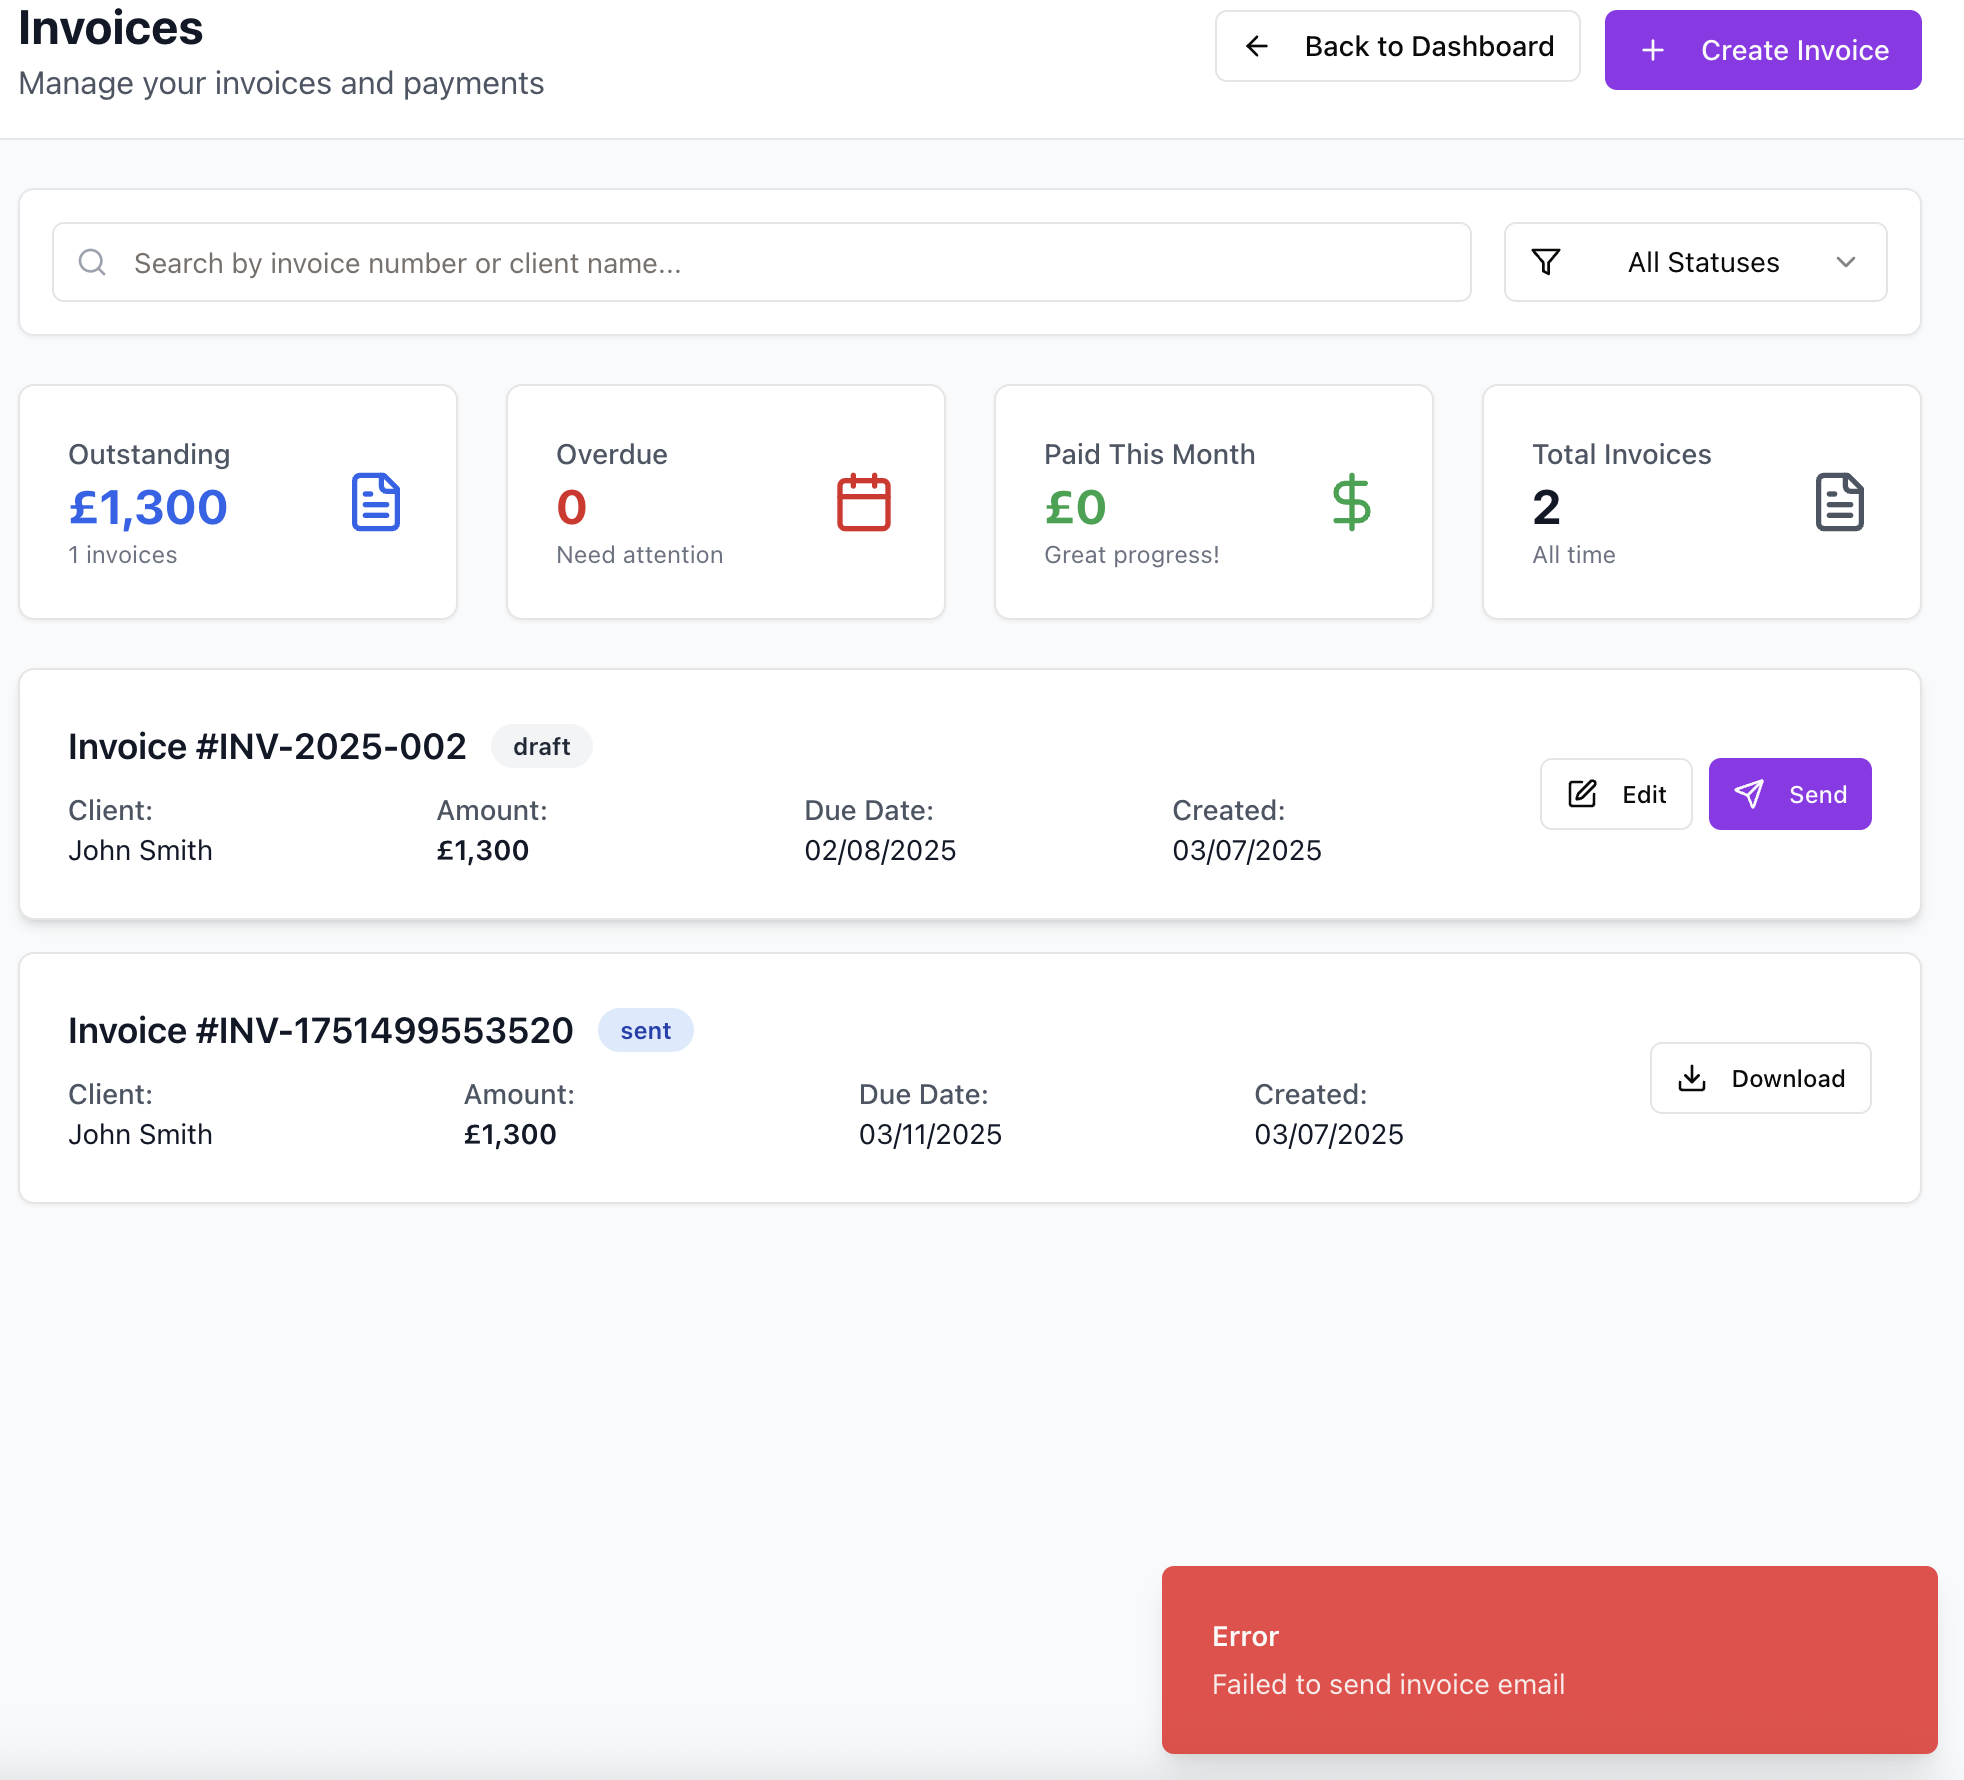 Invoices
Manage your invoices and payments
Back to Dashboard
Create Invoice
Search by invoice number or client name...
All Statuses
Outstanding
£1,300
1 invoices
Overdue
0
Need attention
Paid This Month
£0
Great progress!
Total Invoices
2
All time
Invoice #INV-2025-002 draft
Client: Amount: Due Date: Created:
John Smith £1,300 02/08/2025 03/07/2025
Edit
Send
Invoice #INV-1751499553520 sent
Client: Amount: Due Date: Created:
John Smith £1,300 03/11/2025 03/07/2025
Download
Error
Failed to send invoice email